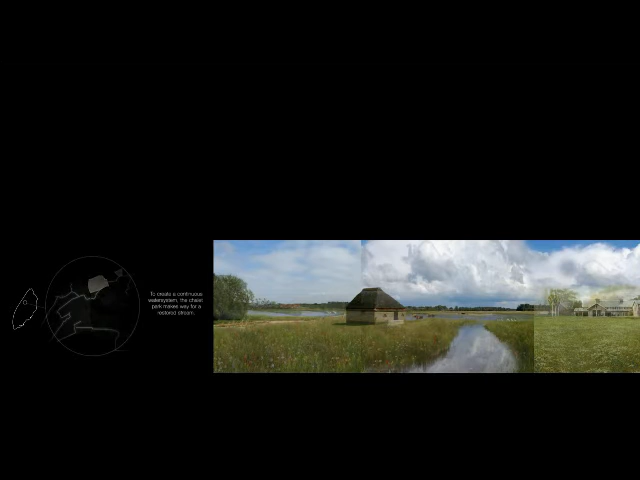 To create a continuous
watersystem, the chalet
park makes way for a
restored stream.